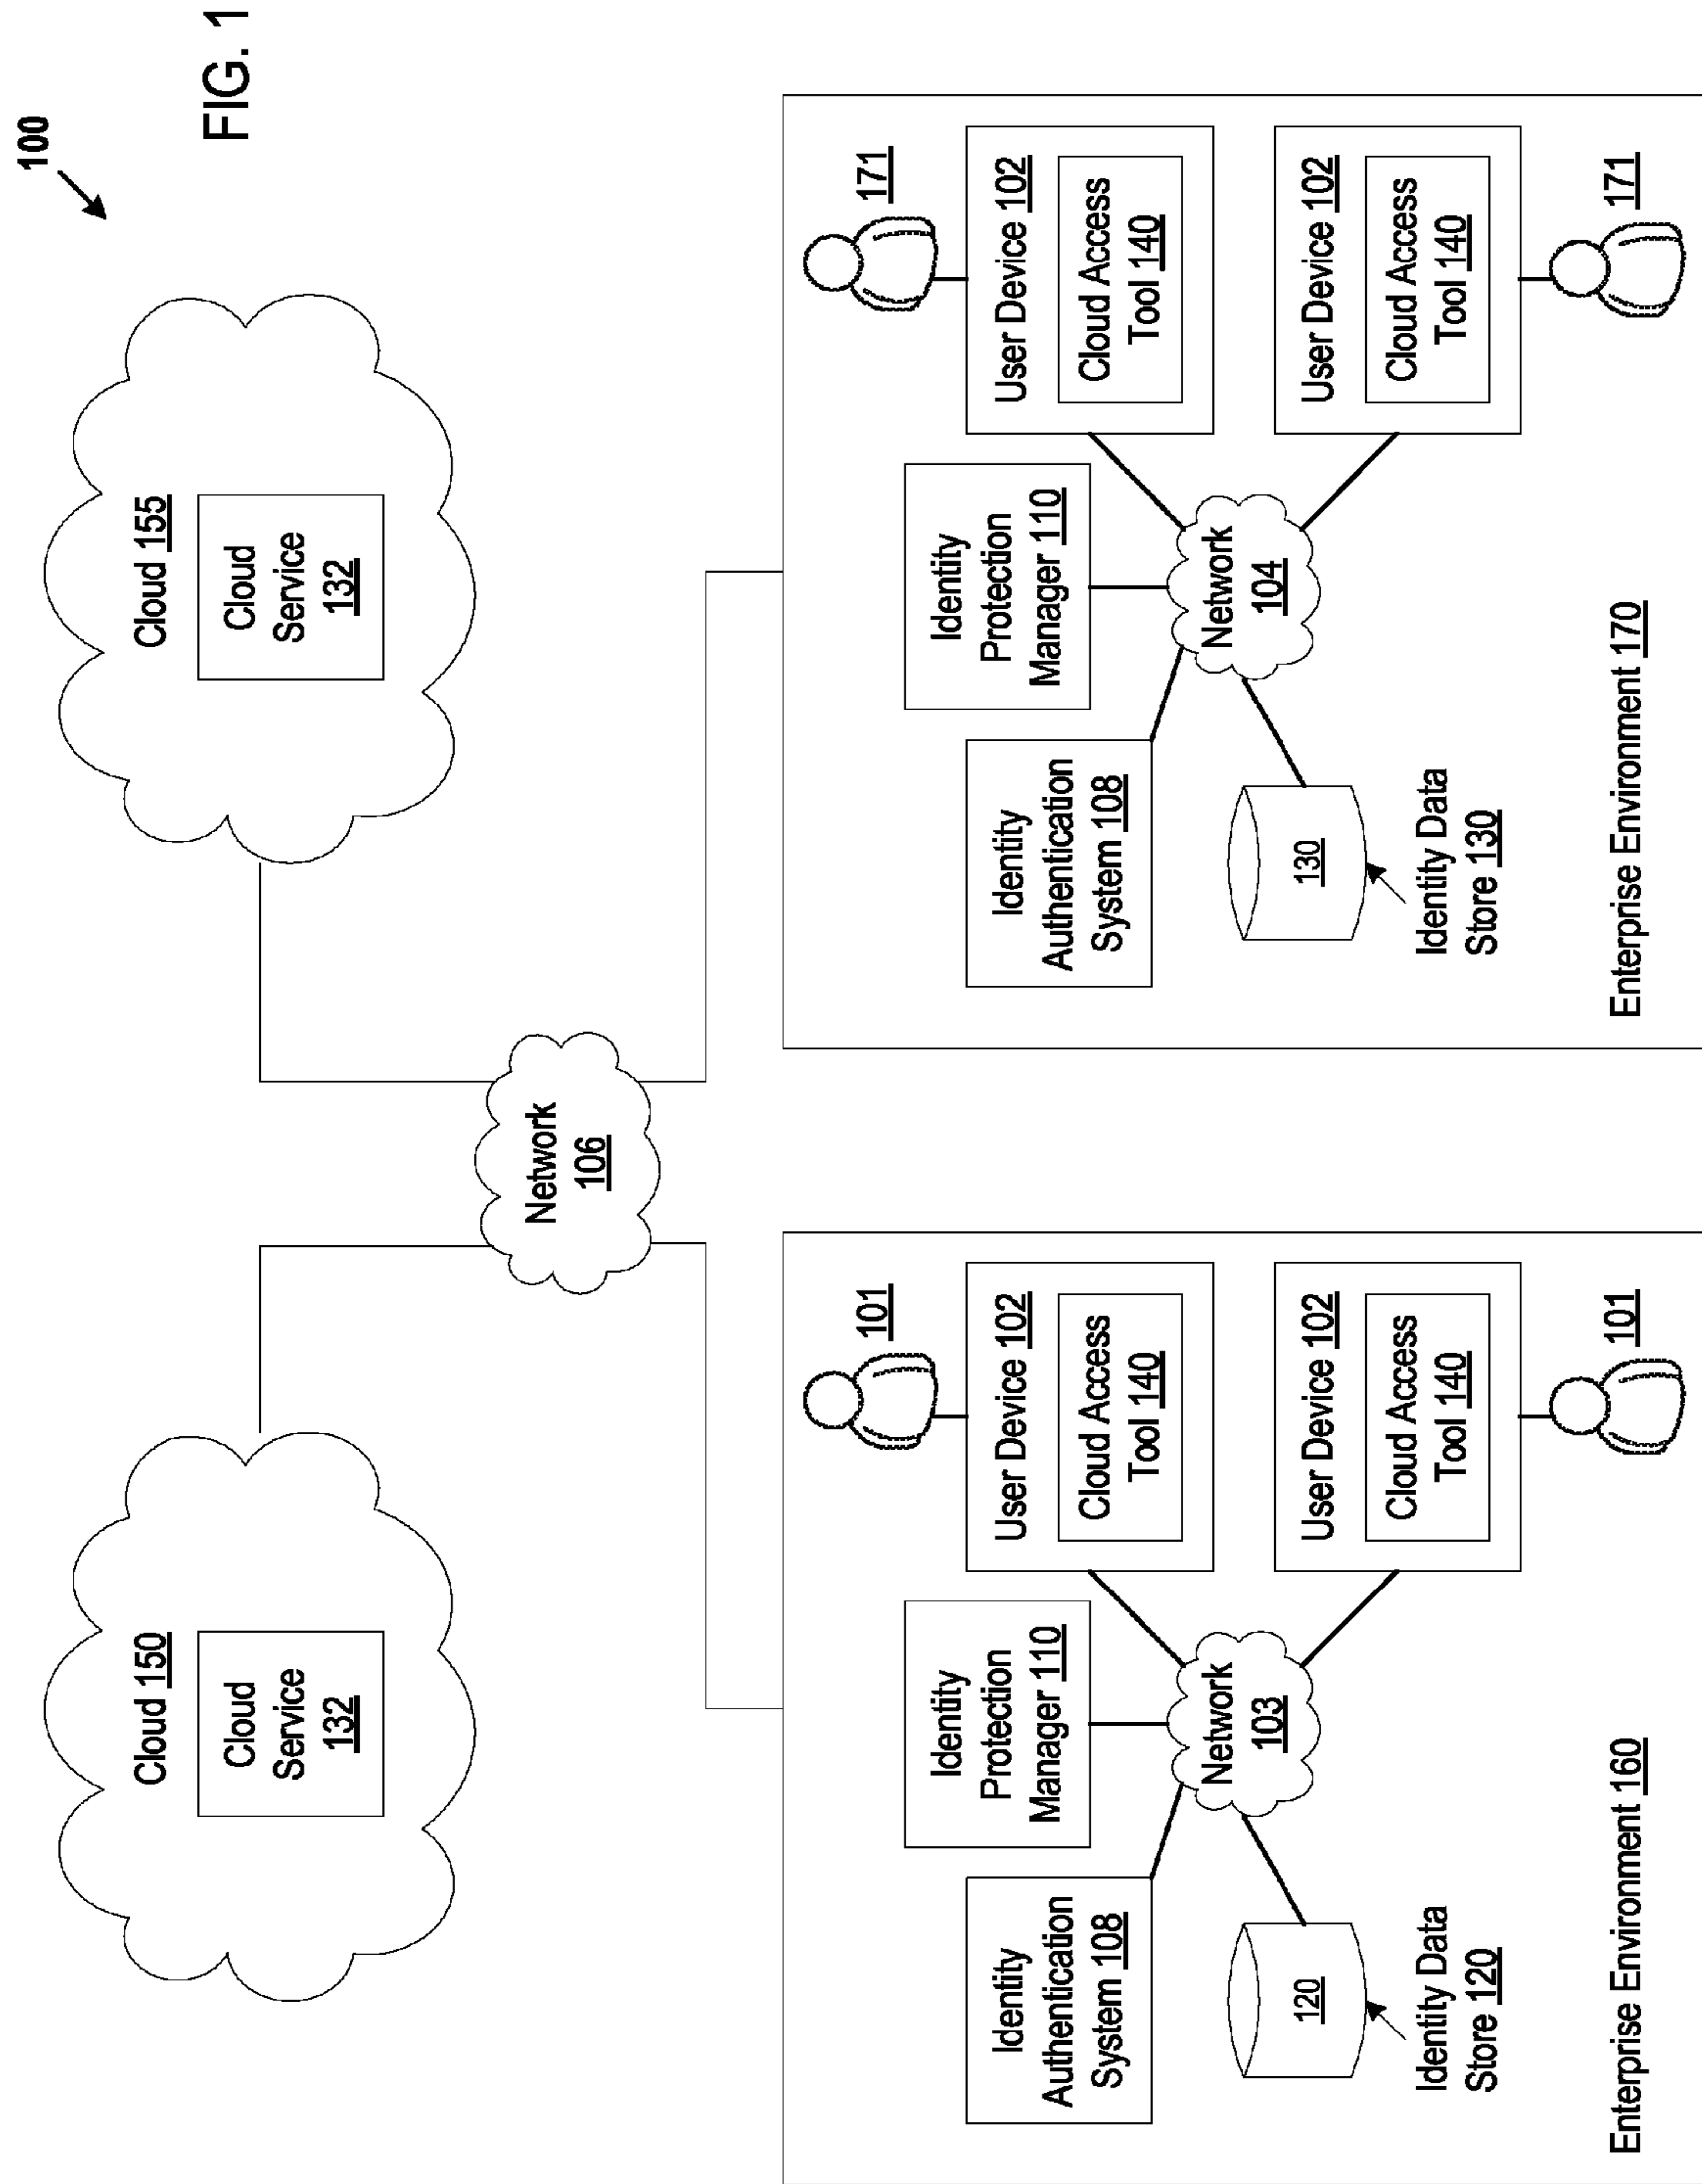 100
FIG. 1
Cloud 150
Cloud
Service
132
Cloud 155
Cloud
Service
132
Network
106
Identity
Authentication
System 108
Identity
Protection
Manager 110
101
User Device 102
Cloud Access
Tool 140
Network
103
120
Identity Data
Store 120
User Device 102
Cloud Access
Tool 140
101
Enterprise Environment 160
Identity
Authentication
System 108
Identity
Protection
Manager 110
171
User Device 102
Cloud Access
Tool 140
Network
104
130
Identity Data
Store 130
User Device 102
Cloud Access
Tool 140
171
Enterprise Environment 170